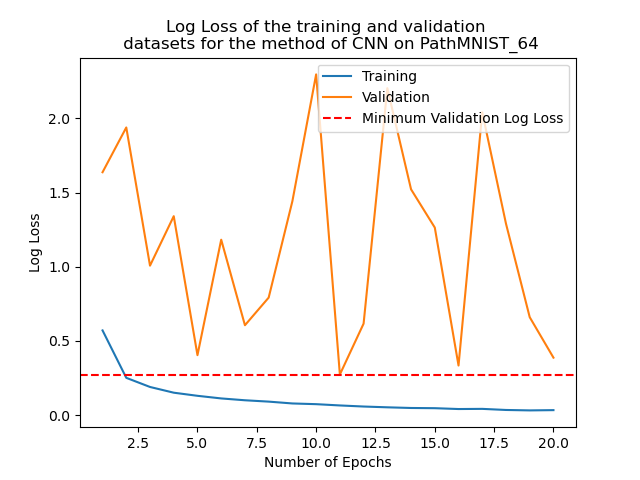 Log Loss of the training and validation
datasets for the method of CNN on PathMNIST_64
Training
Validation
Minimum Validation Log Loss
Log Loss
2.0
1.5
1.0
0.5
0.0
2.5 5.0 7.5 10.0 12.5 15.0 17.5 20.0
Number of Epochs